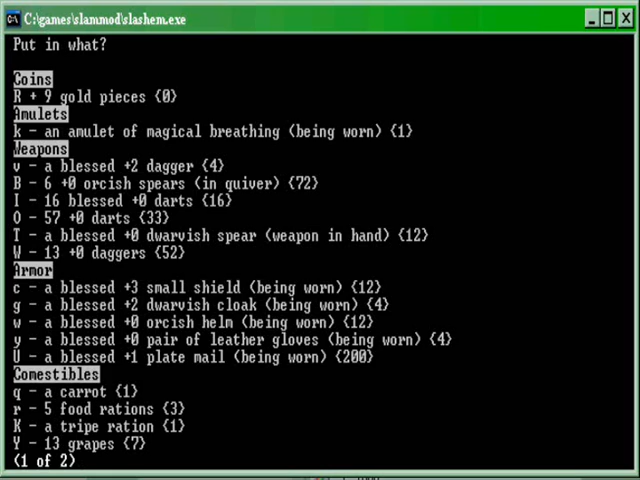 C:\games\slammod\slashem.exe
Put in what?
Coins
R + 9 gold pieces {0}
Amulets
k - an amulet of magical breathing (being worn) {1}
Weapons
v - a blessed +2 dagger {4}
B - 6 +0 orcish spears (in quiver) {72}
I - 16 blessed +0 darts {16}
O - 57 +0 darts {33}
T - a blessed +0 dwarvish spear (weapon in hand) {12}
W - 13 +0 daggers {52}
Armor
c - a blessed +3 small shield (being worn) {12}
g - a blessed +2 dwarvish cloak (being worn) {4}
w - a blessed +0 orcish helm (being worn) {12}
y - a blessed +0 pair of leather gloves (being worn) {4}
U - a blessed +1 plate mail (being worn) {200}
Comestibles
q - a carrot {1}
r - 5 food rations {3}
K - a tripe ration {1}
Y - 13 grapes {7}
(1 of 2)